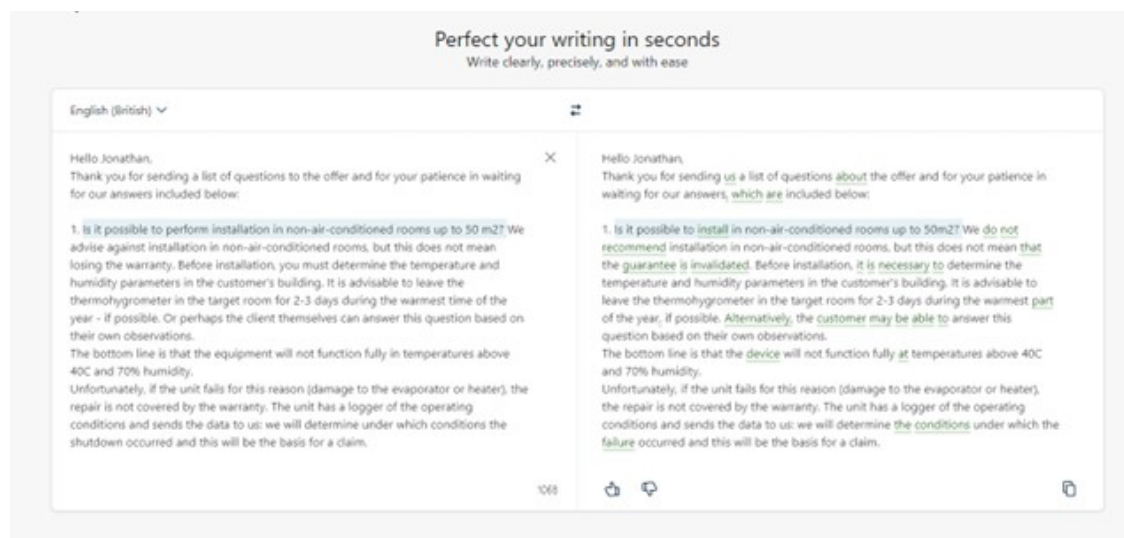 Perfect your writing in seconds
Write clearly, precisely, and with ease
English (British)
Hello Jonathan,
Thank you for sending a list of questions to the offer and for your patience in waiting
for our answers included below:
1. Is it possible to perform installation in non-air-conditioned rooms up to 50 m2? We
advise against installation in non-air-conditioned rooms, but this does not mean
losing the warranty. Before installation, you must determine the temperature and
humidity parameters in the customer's building. It is advisable to leave the
thermohygrometer in the target room for 2-3 days during the warmest time of the
year - if possible. Or perhaps the client themselves can answer this question based on
their own observations.
The bottom line is that the equipment will not function fully in temperatures above
40C and 70% humidity.
Unfortunately, if the unit fails for this reason (damage to the evaporator or heater), the
repair is not covered by the warranty. The unit has a logger of the operating
conditions and sends the data to us: we will determine under which conditions the
shutdown occurred and this will be the basis for a claim.
1068
Hello Jonathan,
Thank you for sending us a list of questions about the offer and for your patience in
waiting for our answers, which are included below:
1. Is it possible to install in non-air-conditioned rooms up to 50m2? We do not
recommend installation in non-air-conditioned rooms, but this does not mean that
the guarantee is invalidated. Before installation, it is necessary to determine the
temperature and humidity parameters in the customer's building. It is advisable to
leave the thermohygrometer in the target room for 2-3 days during the warmest part
of the year, if possible. Alternatively, the customer may be able to answer this
question based on their own observations.
The bottom line is that the device will not function fully at temperatures above 40C
and 70% humidity.
Unfortunately, if the unit fails for this reason (damage to the evaporator or heater),
the repair is not covered by the warranty. The unit has a logger of the operating
conditions and sends the data to us: we will determine the conditions under which the
failure occurred and this will be the basis for a claim.